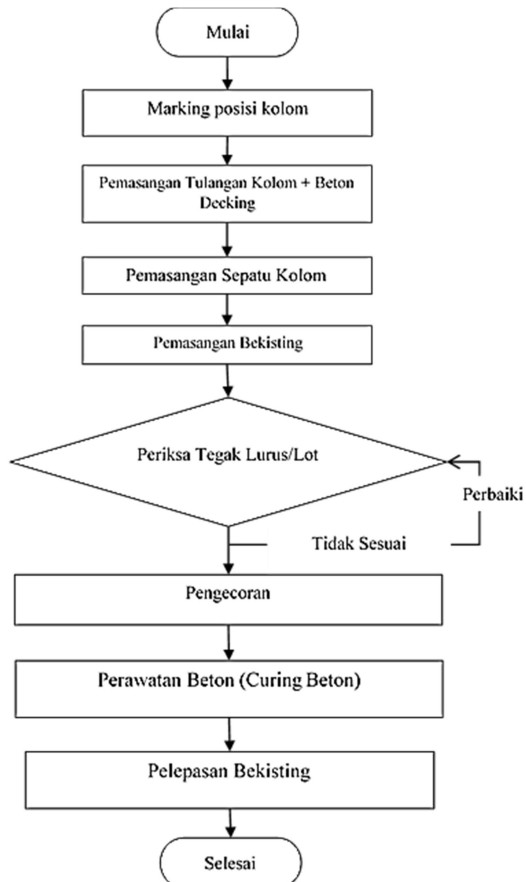 Mulai
Marking posisi kolom
Pemasangan Tulangan Kolom + Beton
Decking
Pemasangan Sepatu Kolom
Pemasangan Bekisting
Periksa Tegak Lurus/Lot
Perbaiki
Tidak Sesuai
Pengecoran
Perawatan Beton (Curing Beton)
Pelepasan Bekisting
Selesai